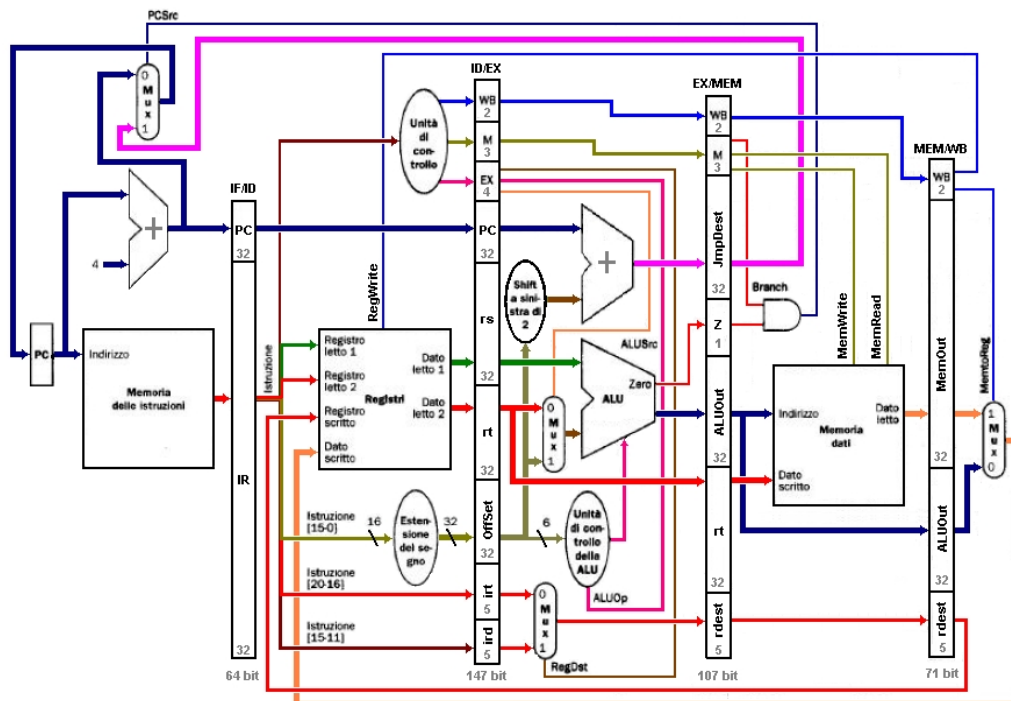 PCSrc
0
M
u
x
1
ID/EX
WB
2
M
3
EX
4
Unità
di con-
trollo
EX/MEM
WB
2
M
3
MEM/WB
WB
2
IF/ID
PC
32
4
+
PC
32
+
JmpDest
32
Branch
RegWrite
Shift
a sini-
stra di
2
rs
32
Z
1
MemWrite
MemRead
MemOut
32
MemtoReg
PC
Indirizzo
Memoria
delle istruzioni
Istruzione
Registro
letto 1
Registro
letto 2
Registro
scritto
Dato
scritto
Dato
letto 1
Dato
letto 2
Registri
ALUSrc
Zero
ALU
0
M
u
x
1
rt
32
ALUOut
32
Indirizzo
Dato
letto
Memoria
dati
Dato
scritto
1
M
u
x
0
IR
32
Istruzione
[15-0]
16
Esten-
sione
del se-
gno
32
OffSet
32
6
Unità
di con-
trollo
della
ALU
ALUOp
rt
32
ALUOut
32
Istruzione
[20-16]
irt
5
0
M
u
x
1
RegDst
rdest
5
rdest
5
Istruzione
[15-11]
ird
5
64 bit
147 bit
107 bit
71 bit